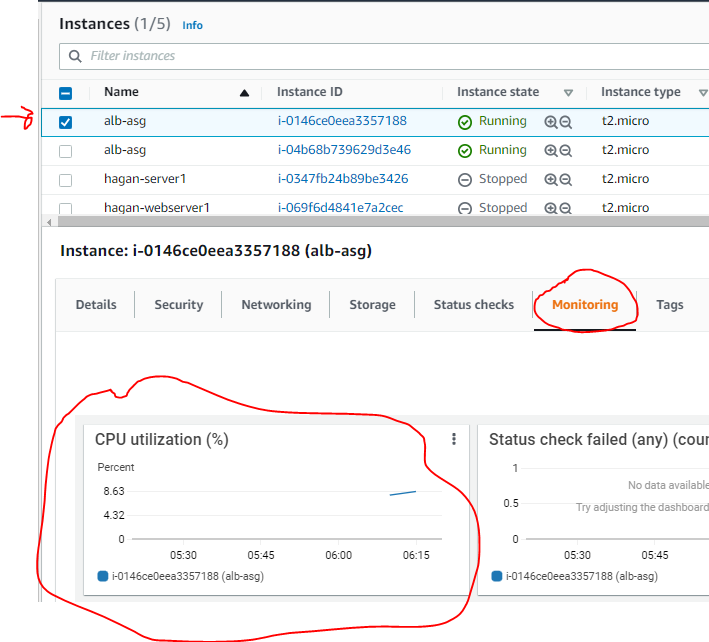 Instances (1/5) Info
Filter instances
Name Instance ID Instance state Instance type
alb-asg i-0146ce0eea3357188 Running t2.micro
alb-asg i-04b68b739629d3e46 Running t2.micro
hagan-server1 i-0347fb24b89be3426 Stopped t2.micro
hagan-webserver1 i-069f6d4841e7a2cec Stopped t2.micro
Instance: i-0146ce0eea3357188 (alb-asg)
Details Security Networking Storage Status checks Monitoring Tags
CPU utilization (%)
Percent
8.63
4.32
0
05:30 05:45 06:00 06:15
i-0146ce0eea3357188 (alb-asg)
Status check failed (any) (cour
1
No data available
Try adjusting the dashboard
0.5
0
05:30 05:45
i-0146ce0eea3357188 (alb-asg)